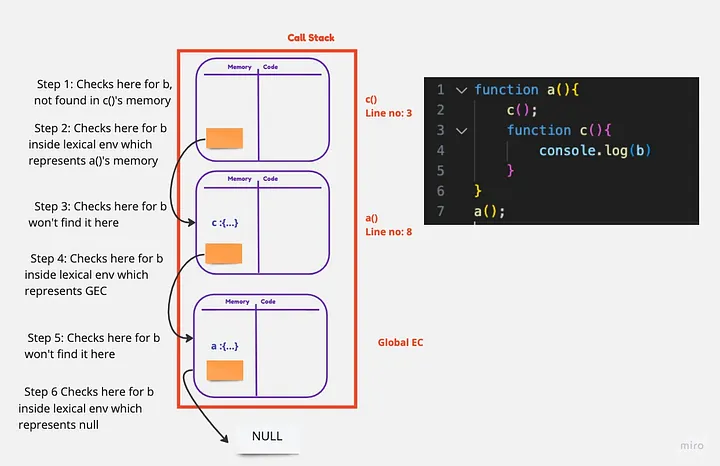 Call Stack
Step 1: Checks here for b,
not found in c()'s memory
Step 2: Checks here for b
inside lexical env which
represents a()'s memory
Step 3: Checks here for b
won't find it here
Step 4: Checks here for b
inside lexical env which
represents GEC
Step 5: Checks here for b
won't find it here
Step 6 Checks here for b
inside lexical env which
represents null
Memory Code
c()
Line no: 3
Memory Code
c :{...}
a()
Line no: 8
Memory Code
a :{...}
Global EC
NULL
1 function a(){
2 c();
3 function c(){
4 console.log(b)
5 }
6 }
7 a();
miro